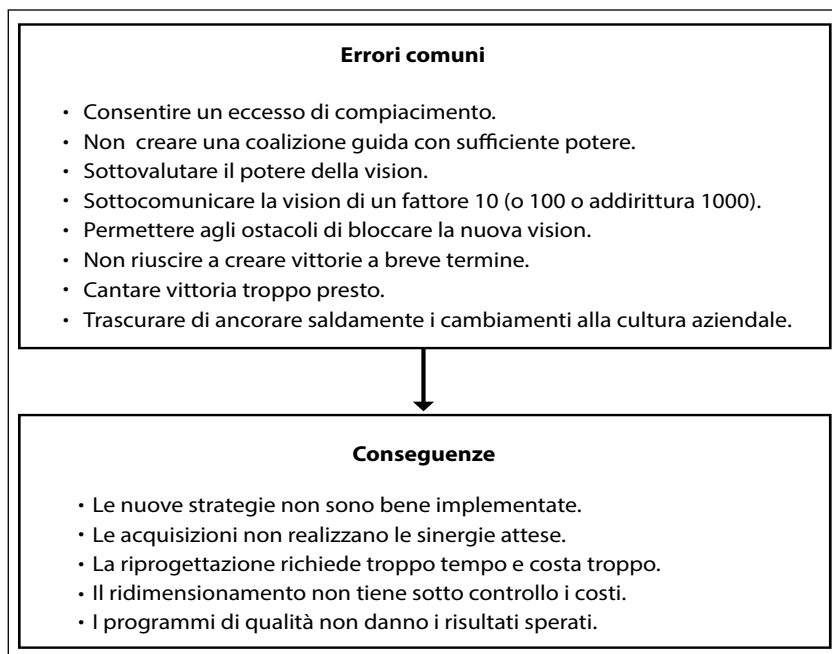 Errori comuni
• Consentire un eccesso di compiacimento.
• Non creare una coalizione guida con sufficiente potere.
• Sottovalutare il potere della vision.
• Sottocomunicare la vision di un fattore 10 (o 100 o addirittura 1000).
• Permettere agli ostacoli di bloccare la nuova vision.
• Non riuscire a creare vittorie a breve termine.
• Cantare vittoria troppo presto.
• Trascurare di ancorare saldamente i cambiamenti alla cultura aziendale.
Conseguenze
• Le nuove strategie non sono bene implementate.
• Le acquisizioni non realizzano le sinergie attese.
• La riprogettazione richiede troppo tempo e costa troppo.
• Il ridimensionamento non tiene sotto controllo i costi.
• I programmi di qualità non danno i risultati sperati.